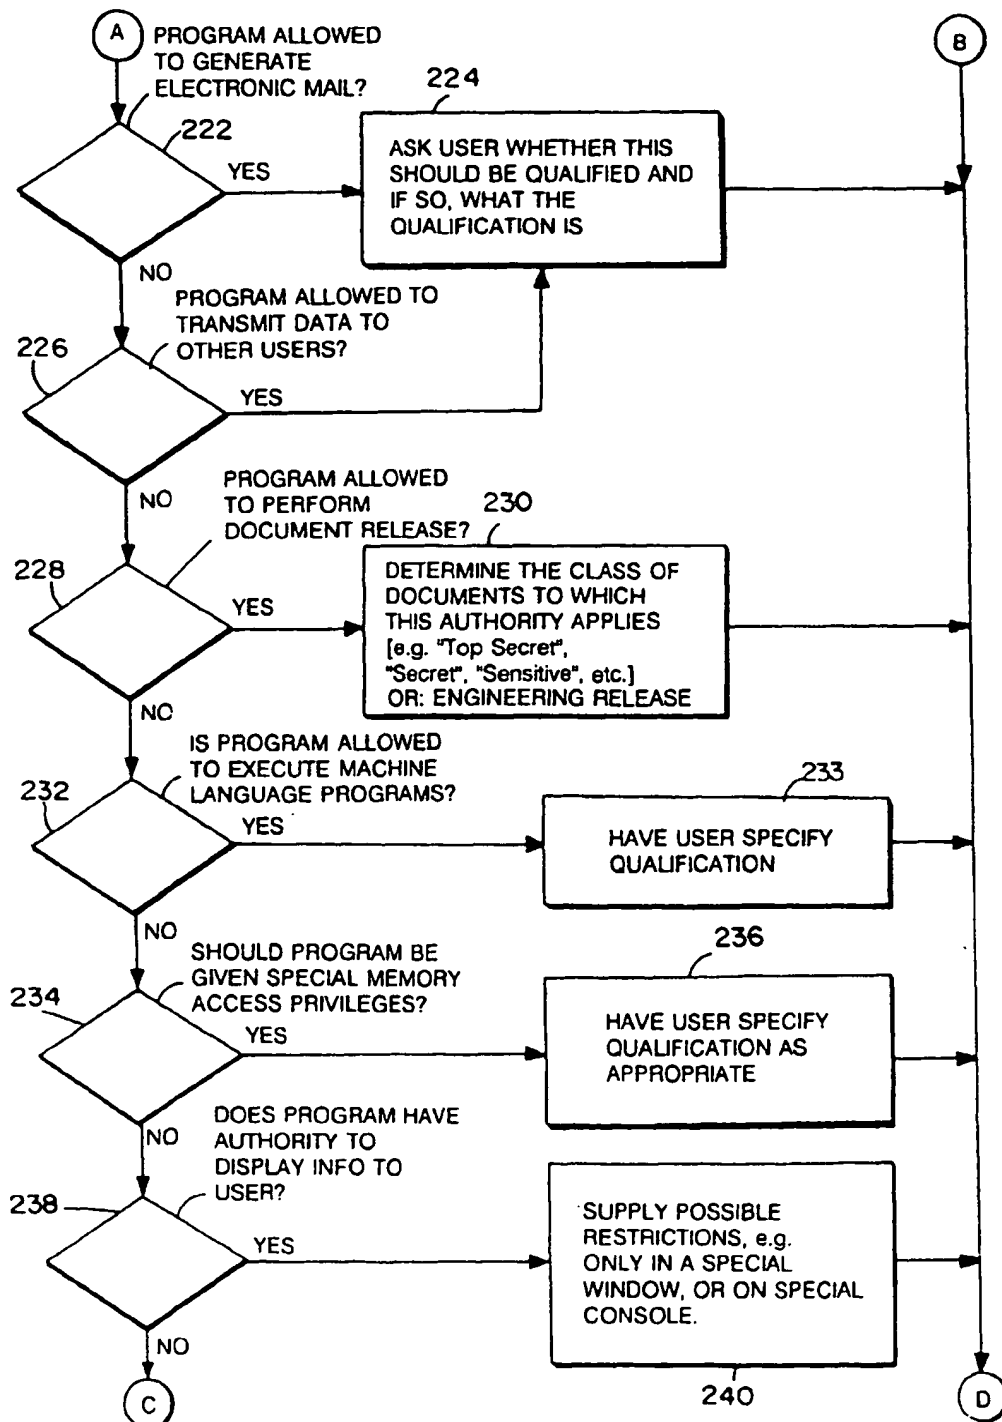 A
PROGRAM ALLOWED
TO GENERATE
ELECTRONIC MAIL?
B
222
YES
224
ASK USER WHETHER THIS
SHOULD BE QUALIFIED AND
IF SO, WHAT THE
QUALIFICATION IS
NO
PROGRAM ALLOWED TO
TRANSMIT DATA TO
OTHER USERS?
226
YES
NO
PROGRAM ALLOWED
TO PERFORM
DOCUMENT RELEASE?
228
YES
230
DETERMINE THE CLASS OF
DOCUMENTS TO WHICH
THIS AUTHORITY APPLIES
[e.g. "Top Secret",
"Secret", "Sensitive", etc.]
OR: ENGINEERING RELEASE
NO
IS PROGRAM ALLOWED
TO EXECUTE MACHINE
LANGUAGE PROGRAMS?
232
YES
233
HAVE USER SPECIFY
QUALIFICATION
NO
SHOULD PROGRAM BE
GIVEN SPECIAL MEMORY
ACCESS PRIVILEGES?
234
YES
236
HAVE USER SPECIFY
QUALIFICATION AS
APPROPRIATE
NO
DOES PROGRAM HAVE
AUTHORITY TO
DISPLAY INFO TO
USER?
238
YES
SUPPLY POSSIBLE
RESTRICTIONS, e.g.
ONLY IN A SPECIAL
WINDOW, OR ON SPECIAL
CONSOLE.
240
NO
C
D